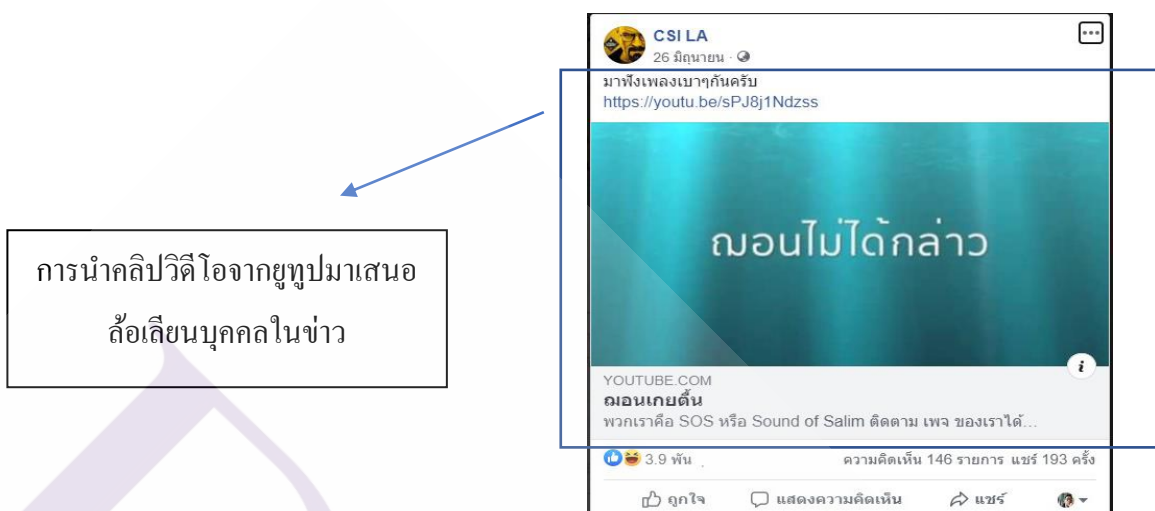 CSI LA
26 มิถุนายน
มาฟังเพลงเบาๆกันครับ
https://youtu.be/sPJ8j1Ndzss
ฌอนไม่ได้กล่าว
การนำคลิปวิดีโอจากยูทูปมาเสนอ
ล้อเลียนบุคคลในข่าว
i
YOUTUBE.COM
ฌอนเกยตื้น
พวกเราคือ SOS หรือ Sound of Salim ติดตาม เพจ ของเราได้…
3.9 พัน ความคิดเห็น 146 รายการ แชร์ 193 ครั้ง
ถูกใจ แสดงความคิดเห็น แชร์